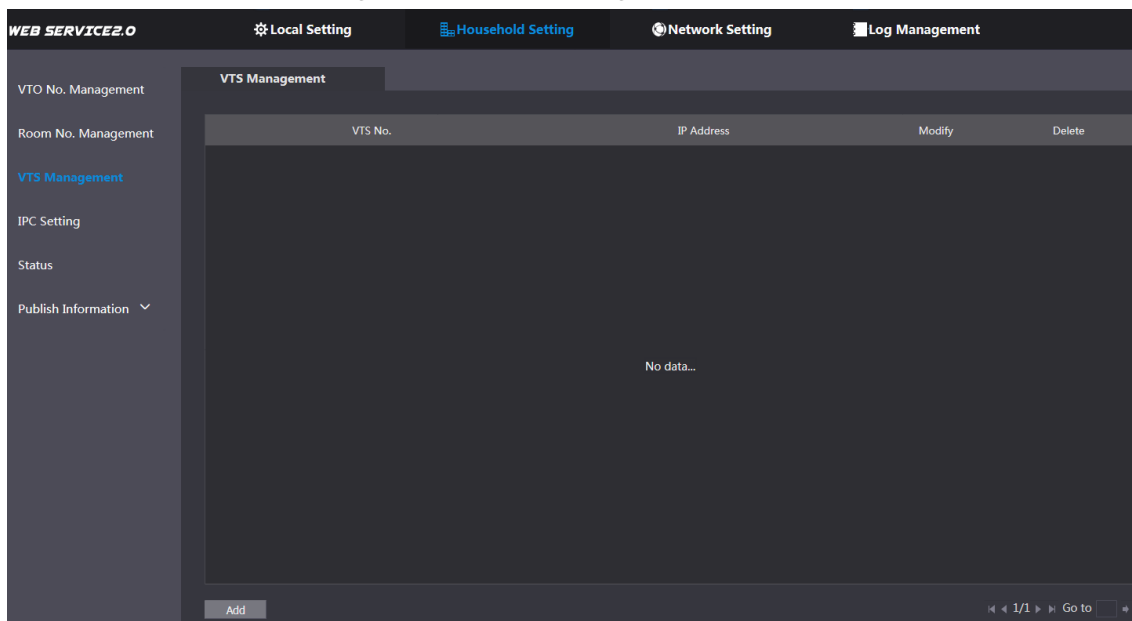 WEB SERVICE2.0 Local Setting Household Setting Network Setting Log Management
VTS Management
VTO No. Management
VTS No. IP Address Modify Delete
Room No. Management
VTS Management
IPC Setting
Status
Publish Information
No data...
Add 1/1 Go to